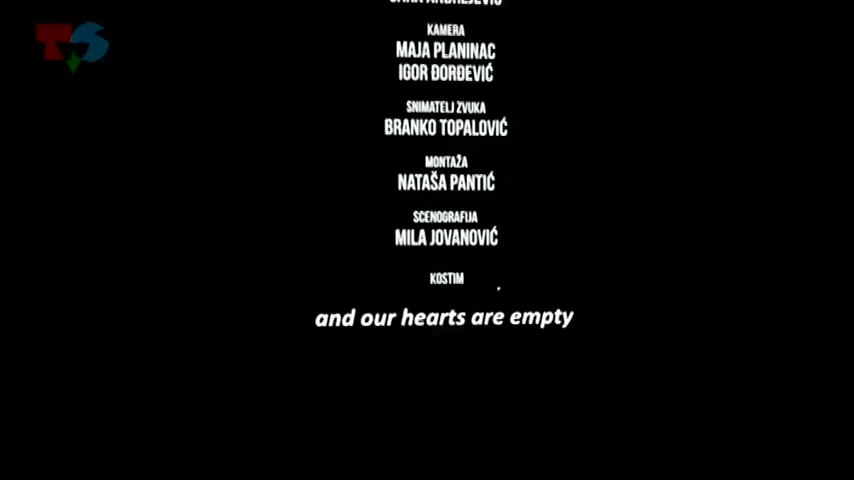 TVS
KAMERA
MAJA PLANINAC
IGOR ĐORĐEVIĆ
SNIMATELJ ZVUKA
BRANKO TOPALOVIĆ
MONTAŽA
NATAŠA PANTIĆ
SCENOGRAFIJA
MILA JOVANOVIĆ
KOSTIM
and our hearts are empty